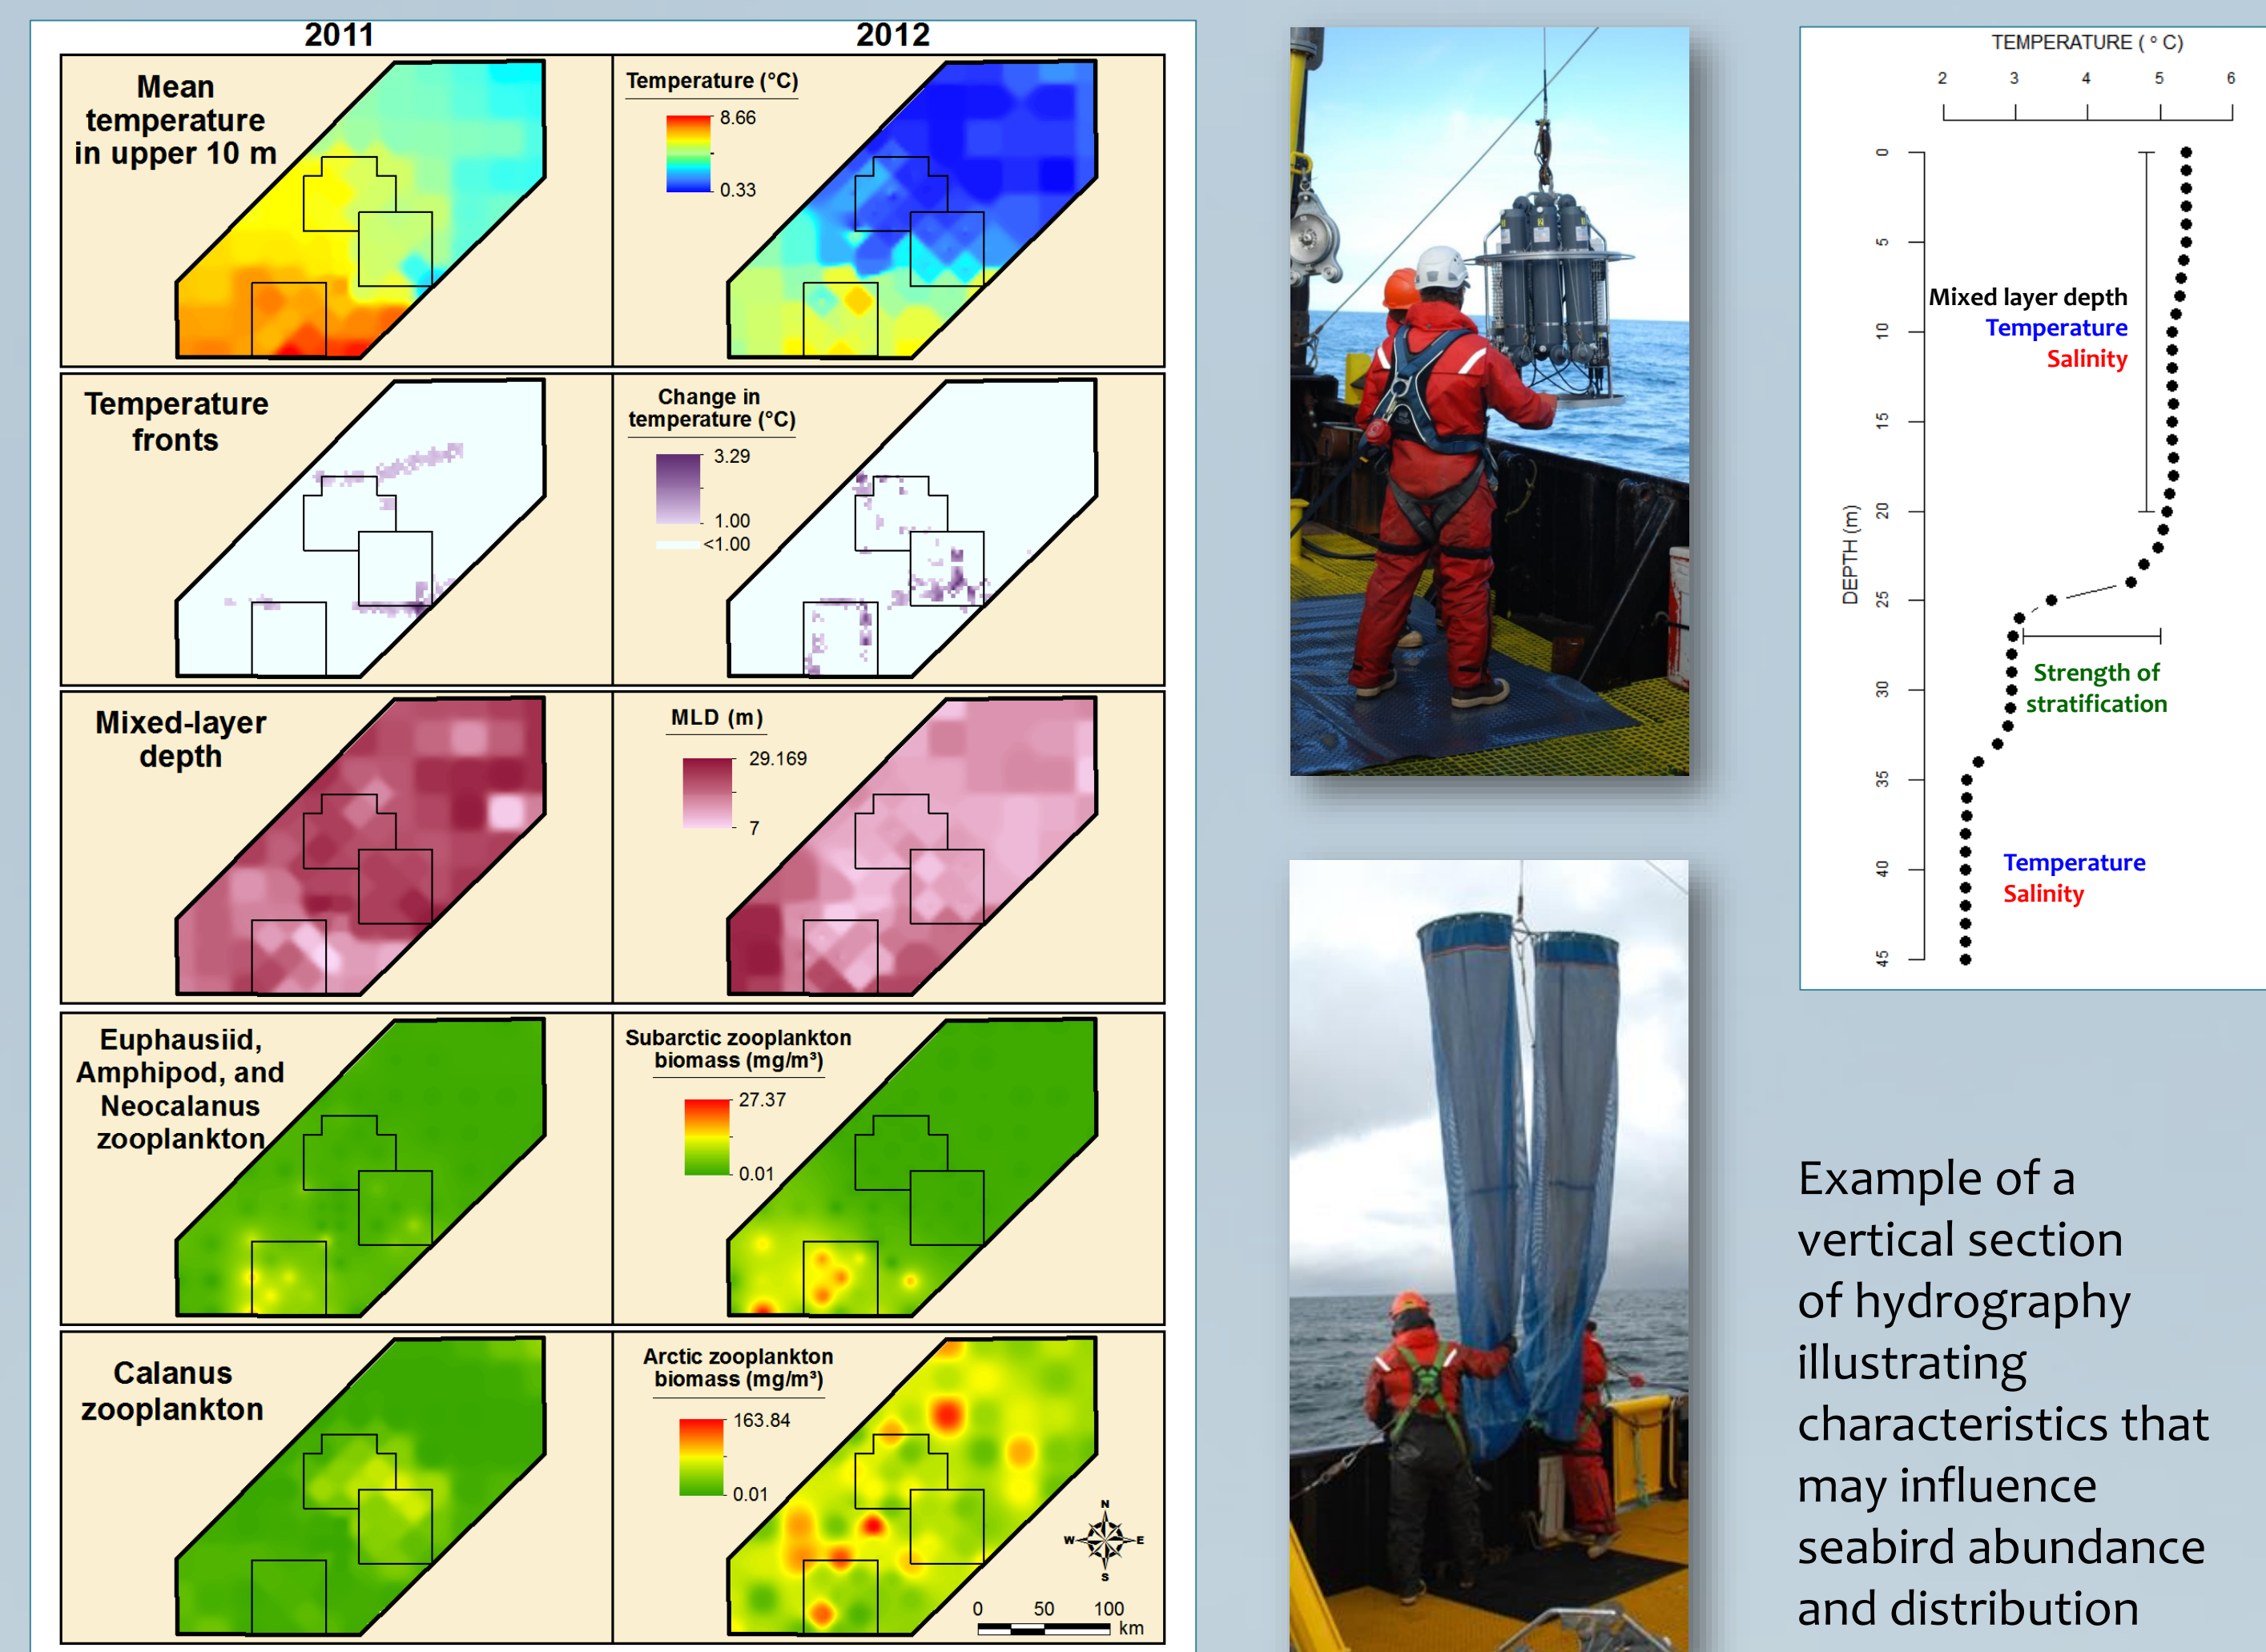 2011
2012
Mean
temperature
in upper 10 m
Temperature (°C)
8.66
0.33
Temperature
fronts
Change in
temperature (°C)
3.29
1.00
<1.00
Mixed-layer
depth
MLD (m)
29.169
7
Euphausiid,
Amphipod, and
Neocalanus
zooplankton
Subarctic zooplankton
biomass (mg/m³)
27.37
0.01
Calanus
zooplankton
Arctic zooplankton
biomass (mg/m³)
163.84
0.01
N
W E
S
0 50 100
km
TEMPERATURE ( ° C)
2 3 4 5 6
DEPTH (m)
0
5
10
15
20
25
30
35
40
45
Mixed layer depth
Temperature
Salinity
Strength of
stratification
Temperature
Salinity
Example of a
vertical section
of hydrography
illustrating
characteristics that
may influence
seabird abundance
and distribution